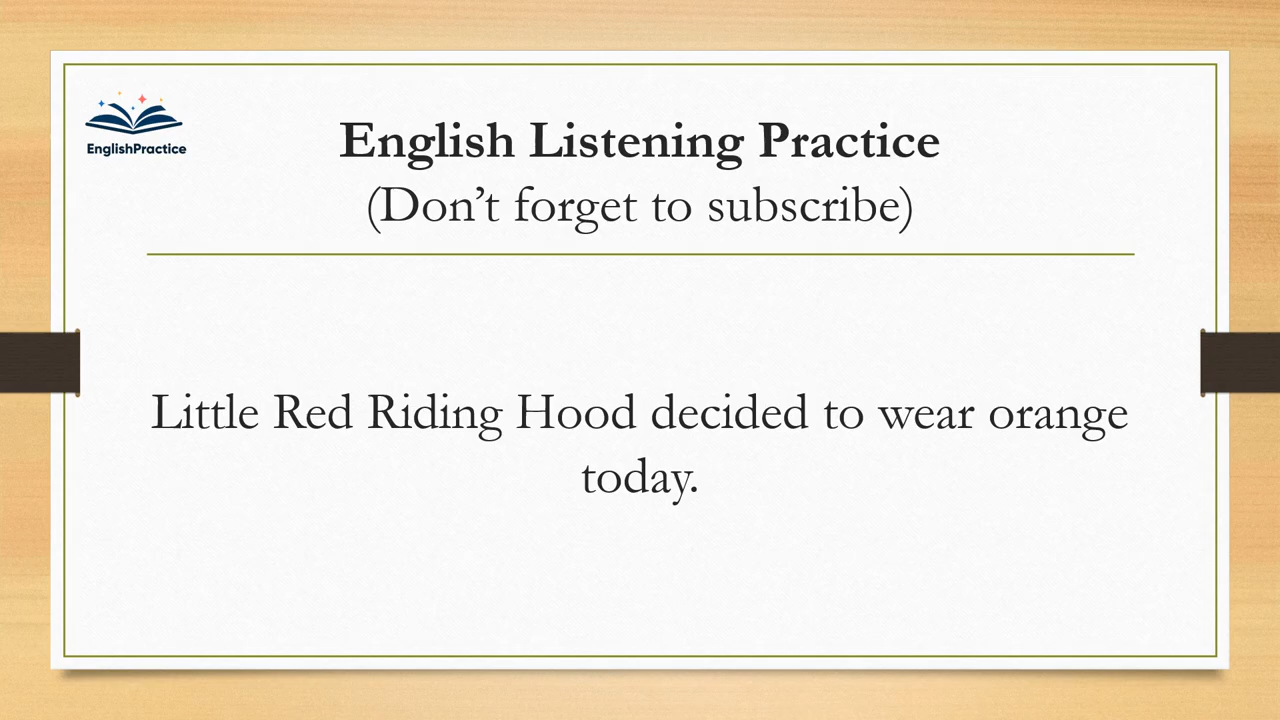 EnglishPractice
English Listening Practice
(Don’t forget to subscribe)
Little Red Riding Hood decided to wear orange
today.